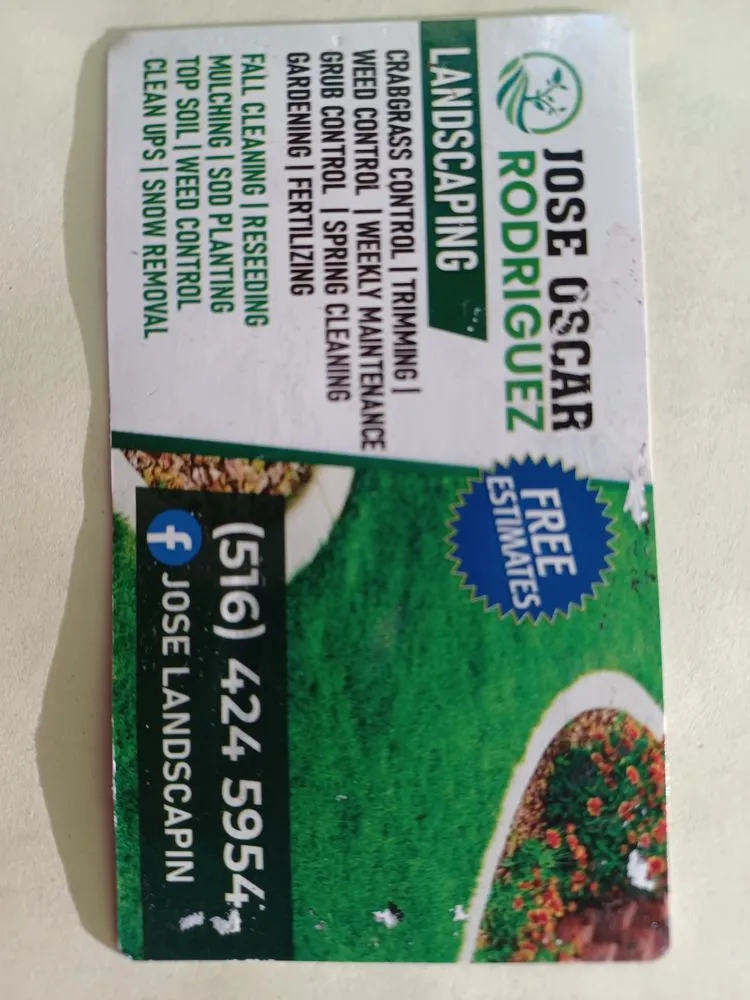 JOSE OSCAR
RODRIGUEZ
LANDSCAPING
CRABGRASS CONTROL | TRIMMING |
WEED CONTROL | WEEKLY MAINTENANCE
GRUB CONTROL | SPRING CLEANING
GARDENING | FERTILIZING
FALL CLEANING | RESEEDING
MULCHING | SOD PLANTING
TOP SOIL | WEED CONTROL
CLEAN UPS | SNOW REMOVAL
FREE
ESTIMATES
(516) 424 5954
f JOSE LANDSCAPIN